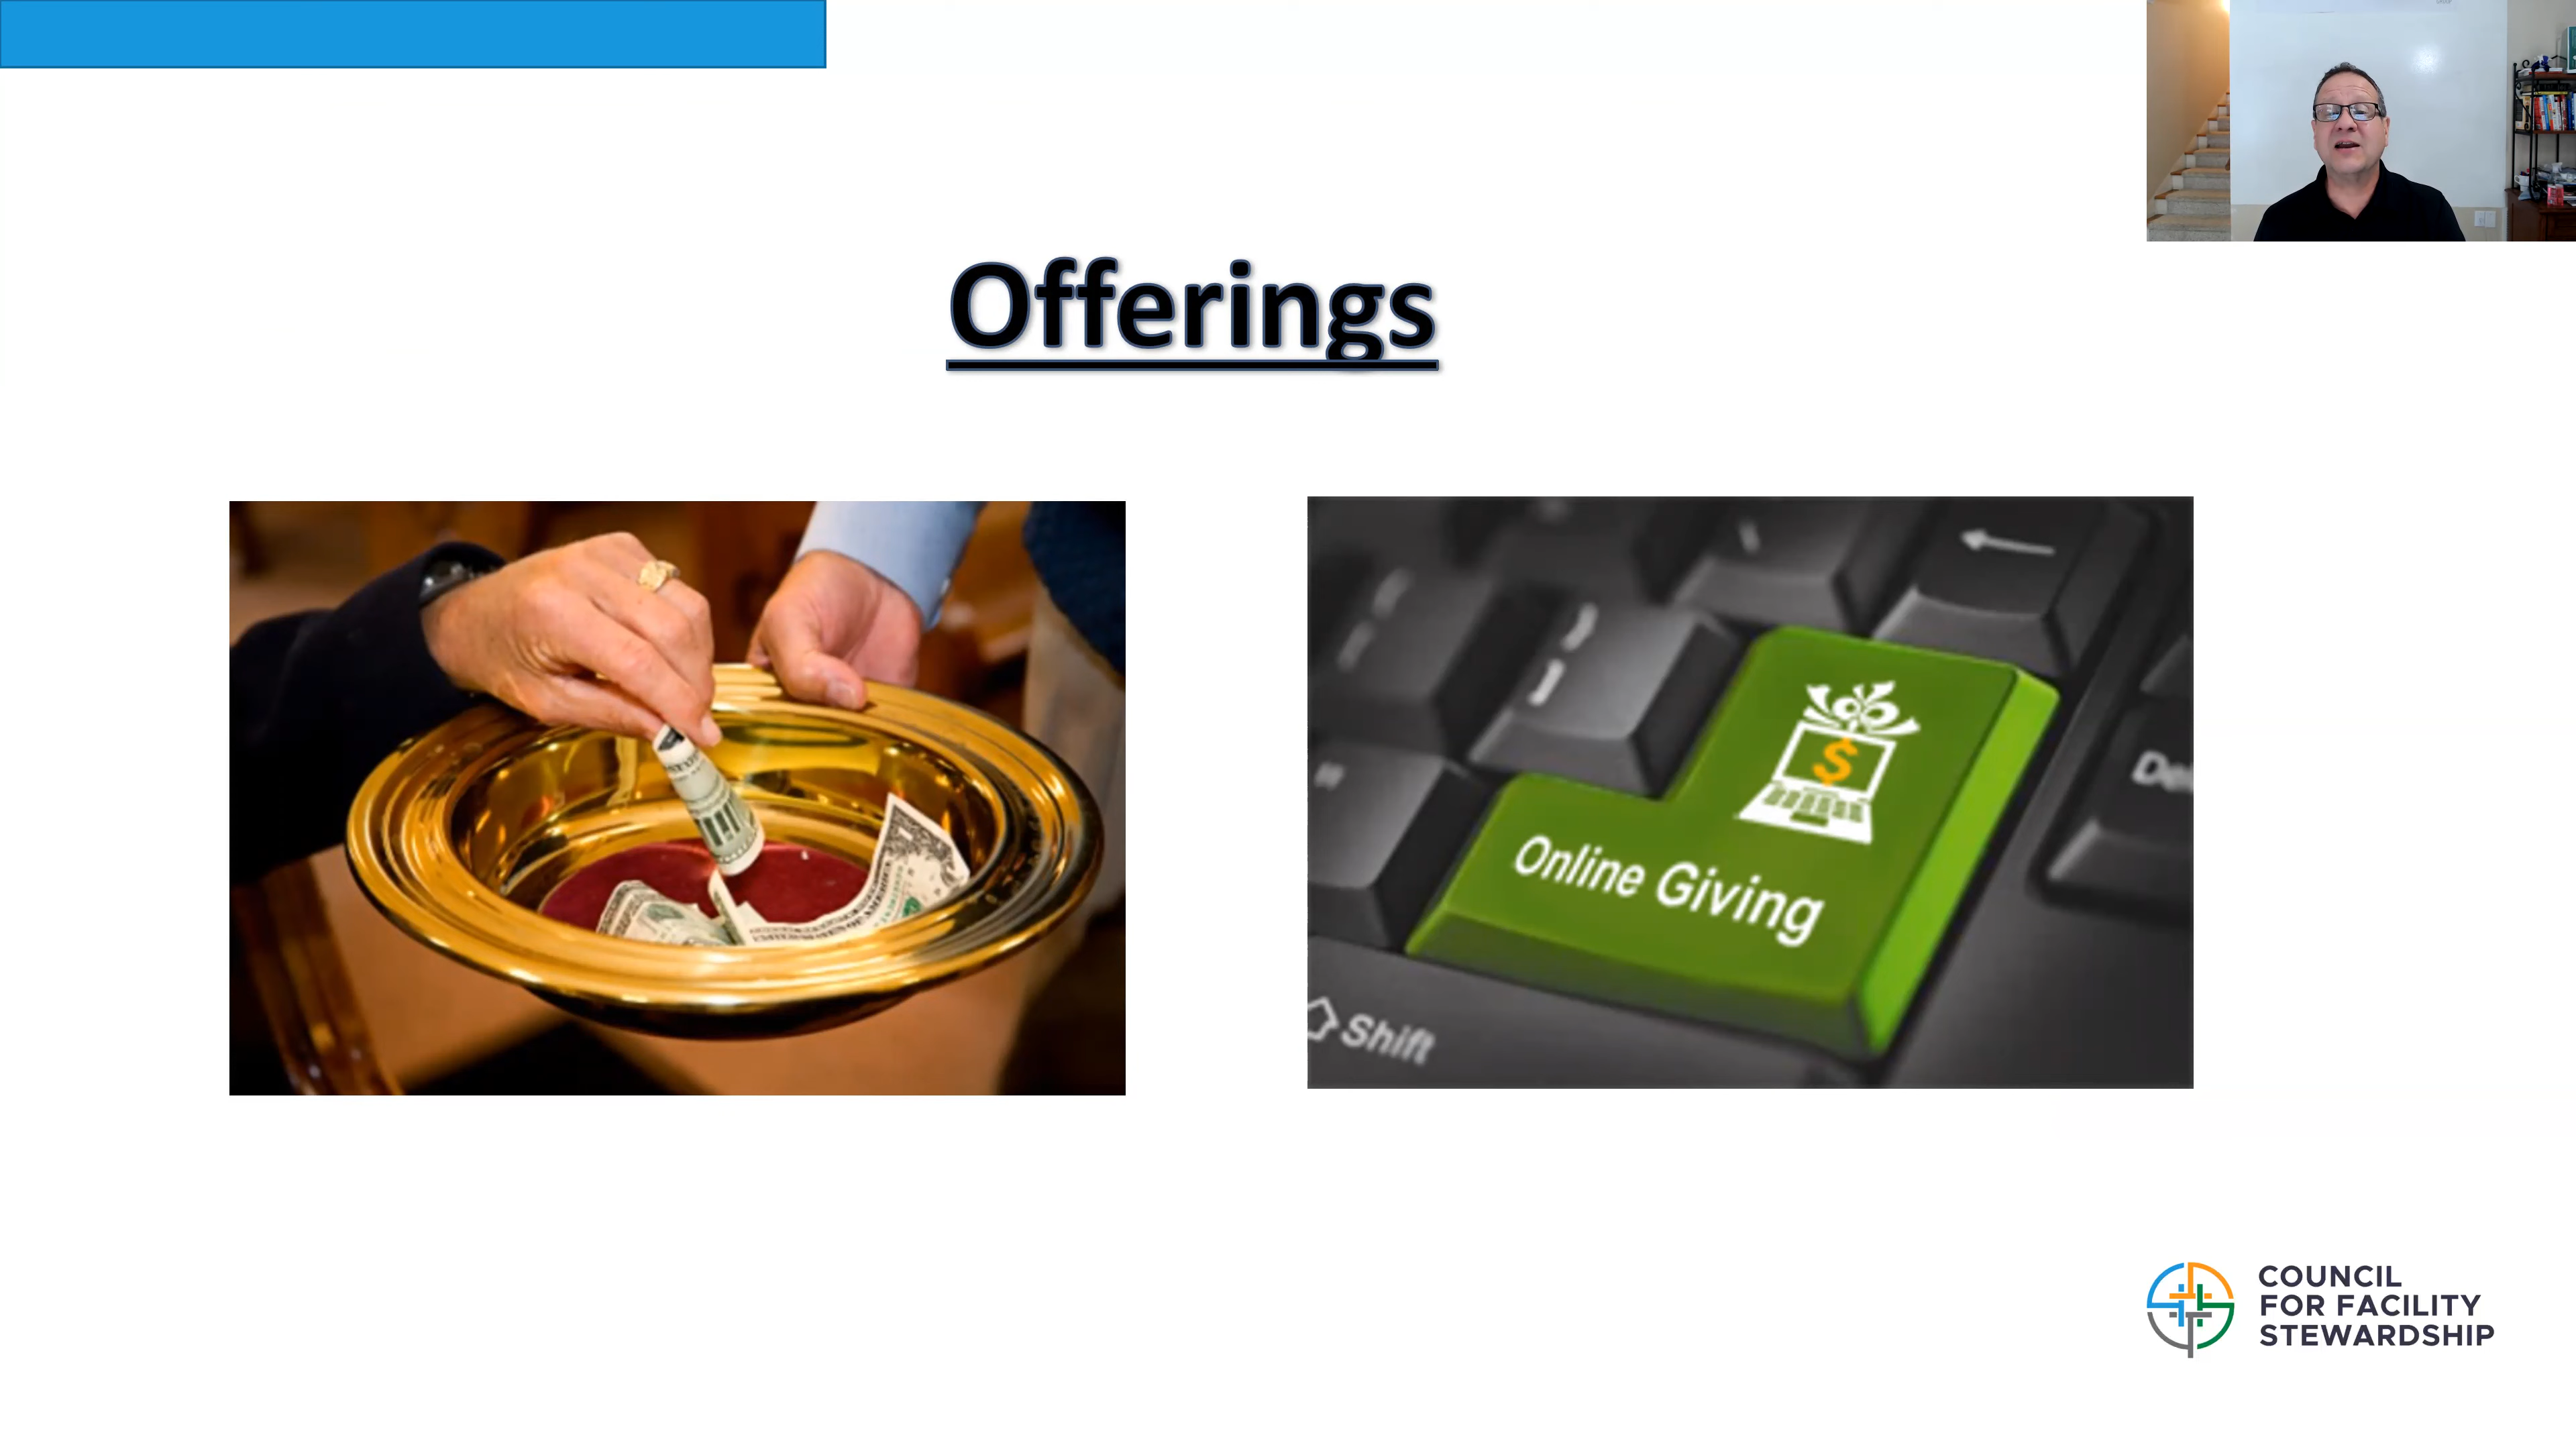 Offerings
Online Giving
$
Shift
COUNCIL
FOR FACILITY
STEWARDSHIP